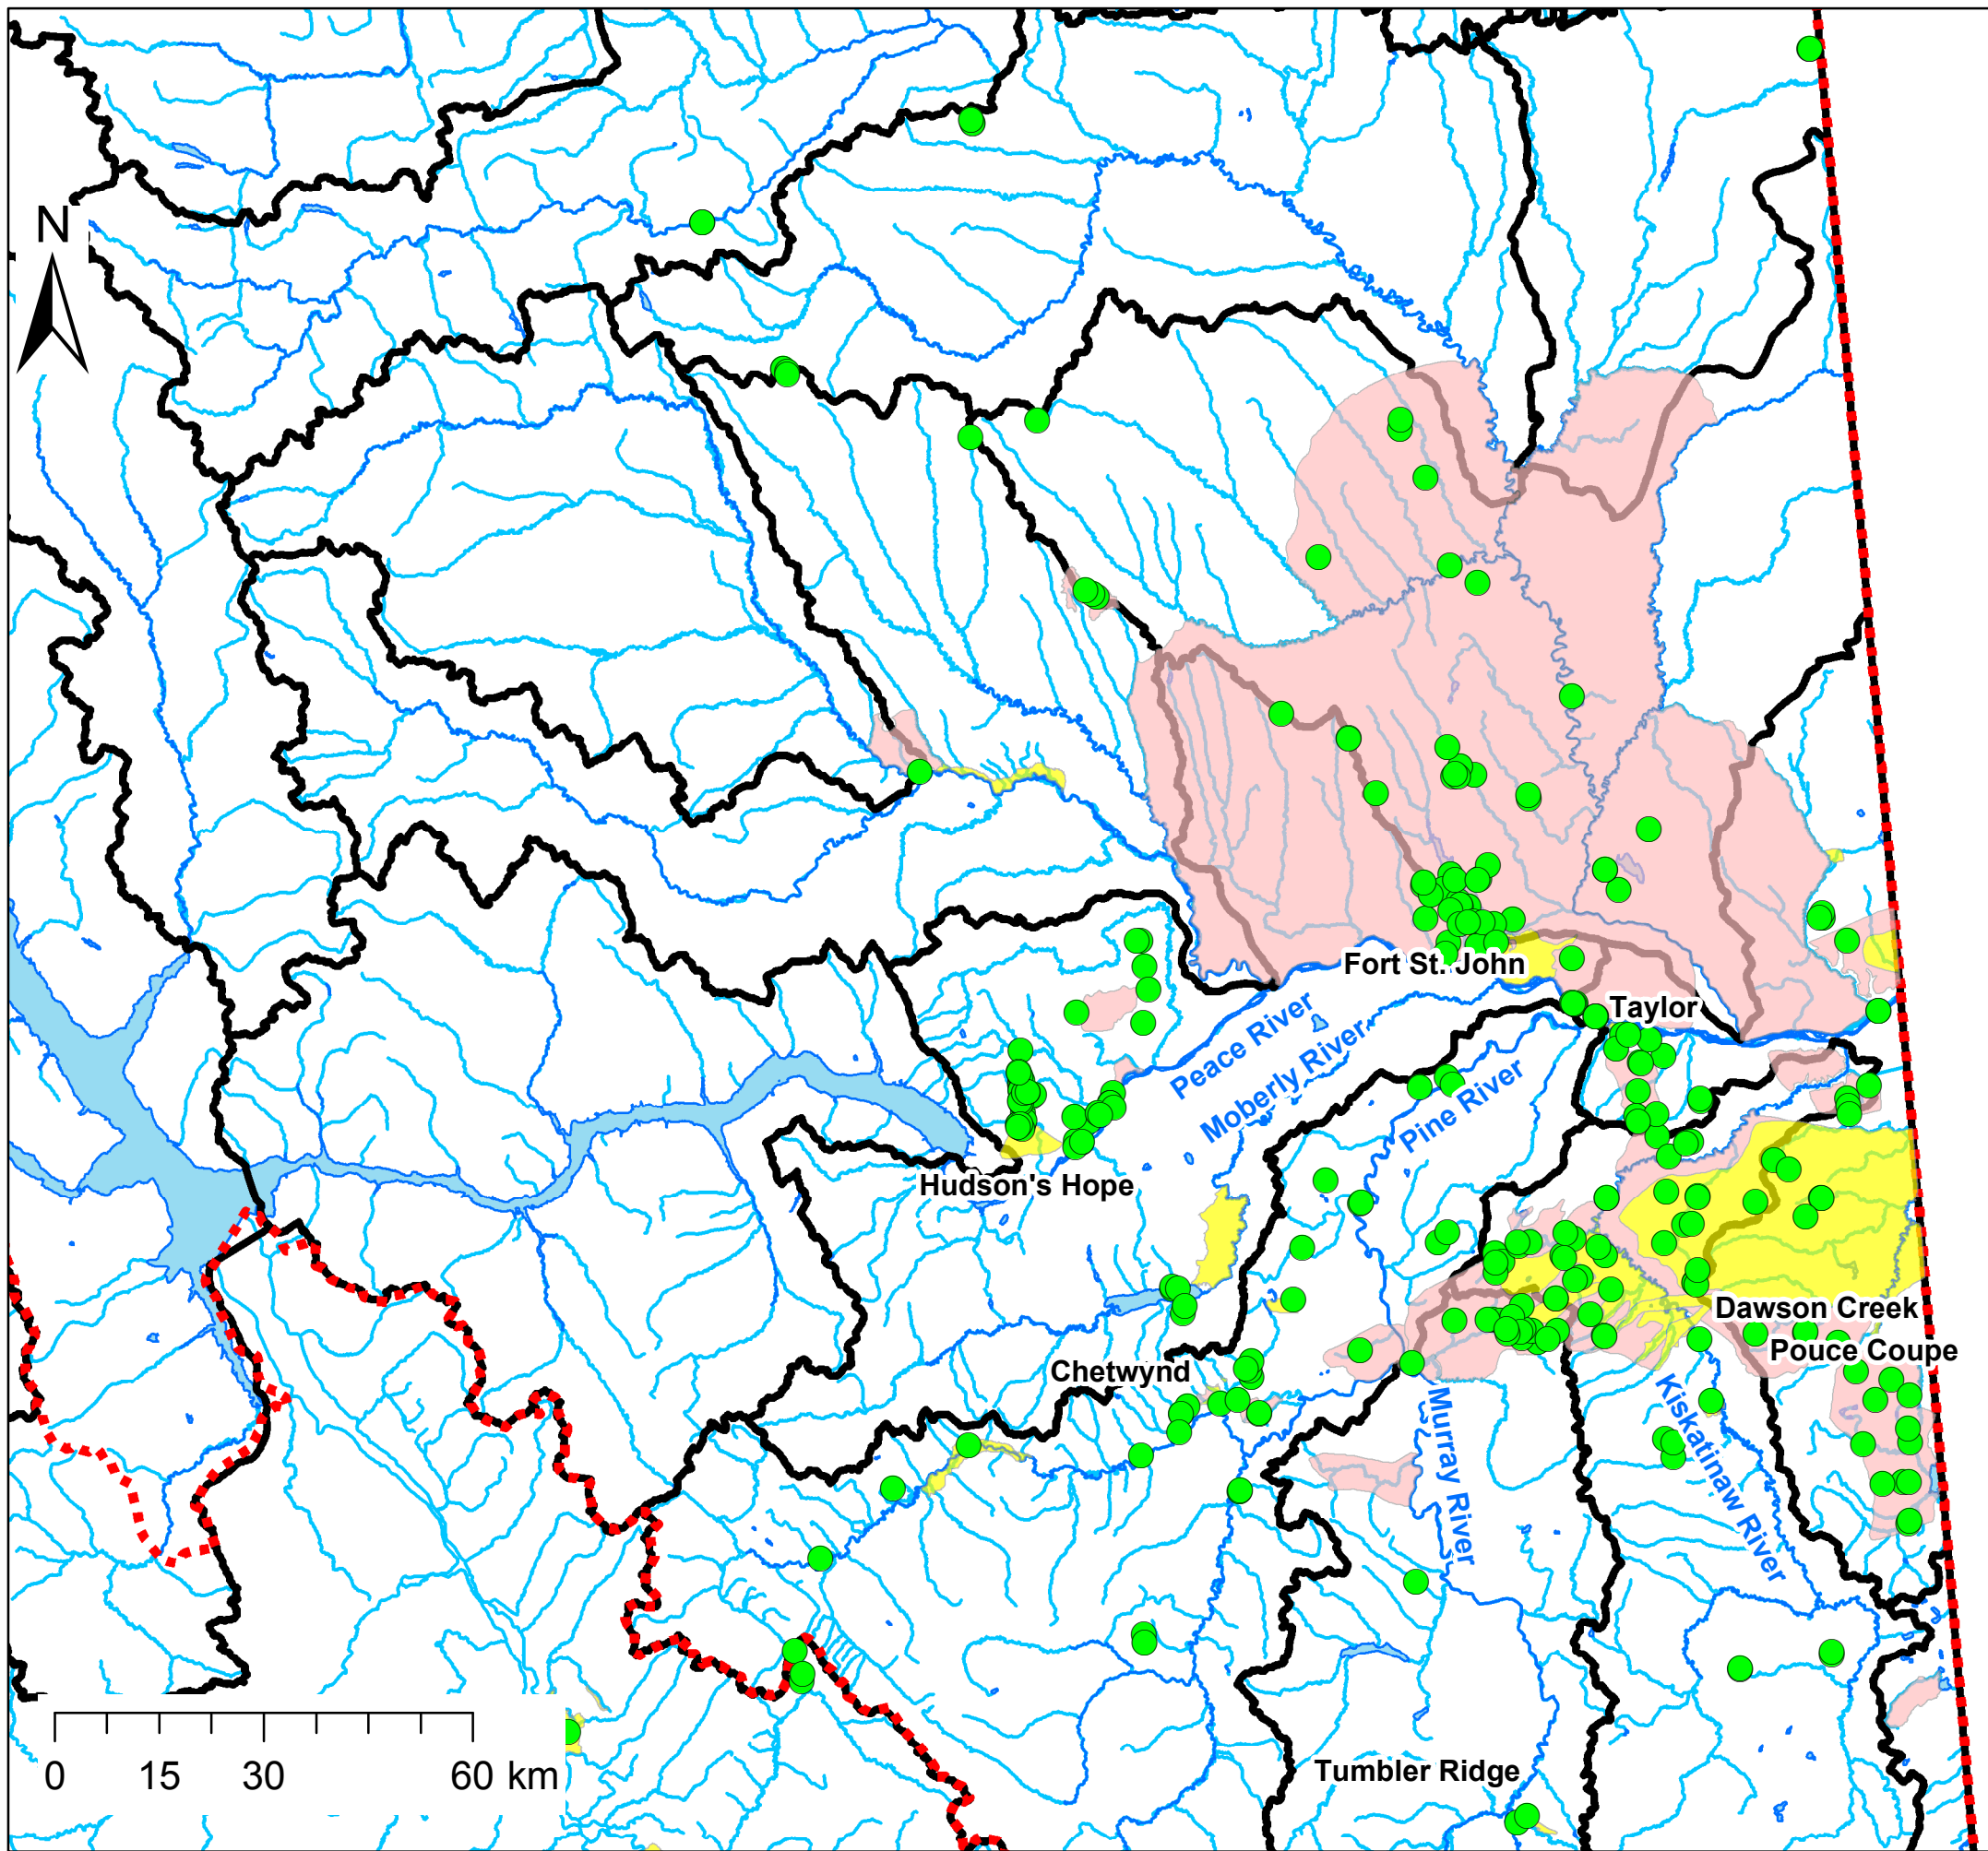 N
Fort St. John
Taylor
Peace River
Moberly River
Pine River
Hudson's Hope
Dawson Creek
Pouce Coupe
Chetwynd
Murray River
Kiskatinaw River
Tumbler Ridge
0 15 30 60 km